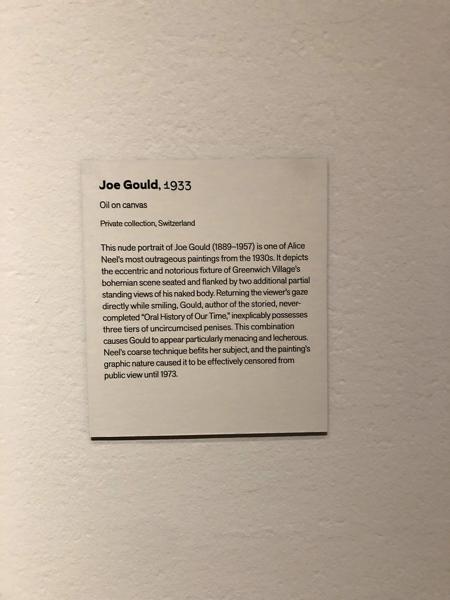 Joe Gould, 1933
Oil on canvas
Private collection, Switzerland
This nude portrait of Joe Gould (1889–1957) is one of Alice
Neel's most outrageous paintings from the 1930s. It depicts
the eccentric and notorious fixture of Greenwich Village's
bohemian scene seated and flanked by two additional partial
standing views of his naked body. Returning the viewer's gaze
directly while smiling, Gould, author of the storied, never-
completed "Oral History of Our Time," inexplicably possesses
three tiers of uncircumcised penises. This combination
causes Gould to appear particularly menacing and lecherous.
Neel's coarse technique befits her subject, and the painting's
graphic nature caused it to be effectively censored from
public view until 1973.